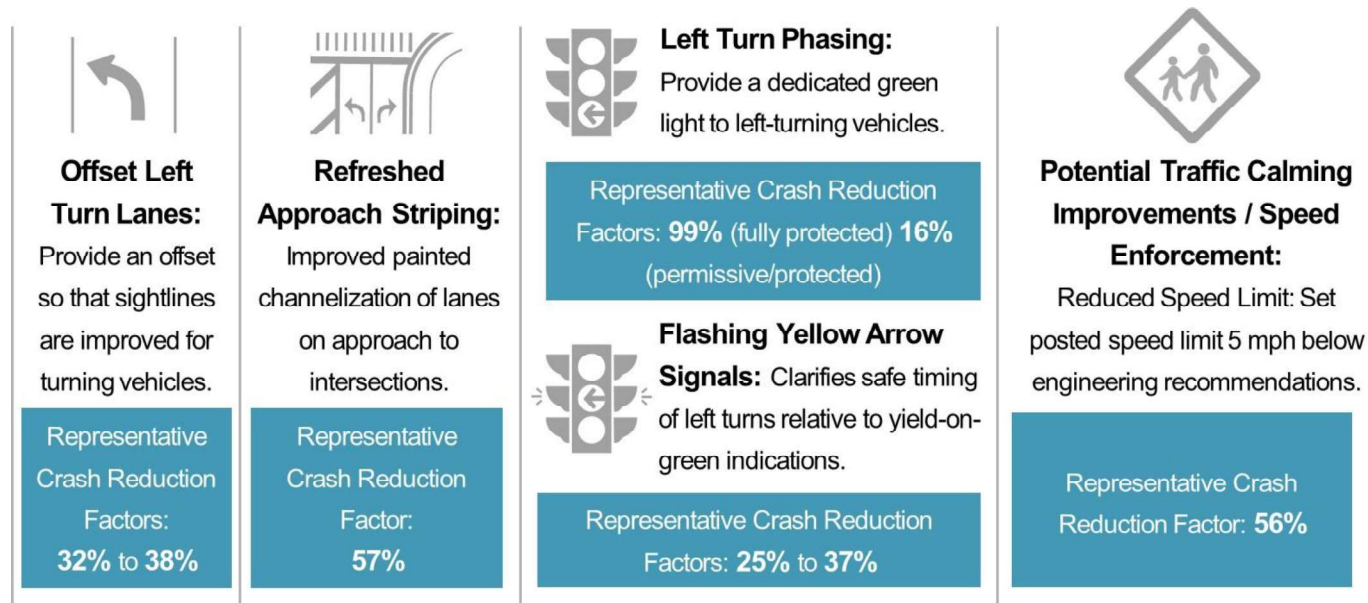 Offset Left
Turn Lanes:
Provide an offset
so that sightlines
are improved for
turning vehicles.
Representative
Crash Reduction
Factors:
32% to 38%
Refreshed
Approach Striping:
Improved painted
channelization of lanes
on approach to
intersections.
Representative
Crash Reduction
Factor:
57%
Left Turn Phasing:
Provide a dedicated green
light to left-turning vehicles.
Representative Crash Reduction
Factors: 99% (fully protected) 16%
(permissive/protected)
Flashing Yellow Arrow
Signals: Clarifies safe timing
of left turns relative to yield-on-
green indications.
Representative Crash Reduction
Factors: 25% to 37%
Potential Traffic Calming
Improvements / Speed
Enforcement:
Reduced Speed Limit: Set
posted speed limit 5 mph below
engineering recommendations.
Representative Crash
Reduction Factor: 56%